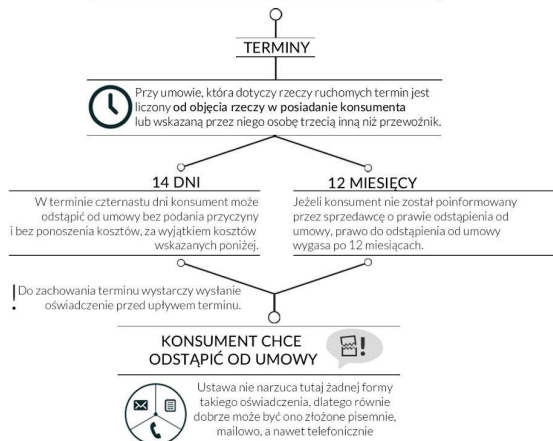 TERMINY
Przy umowie, która dotyczy rzeczy ruchomych termin jest
liczony od objęcia rzeczy w posiadanie konsumenta
lub wskazaną przez niego osobę trzecią inną niż przewoźnik.
14 DNI
W terminie czternastu dni konsument może
odstąpić od umowy bez podania przyczyny
i bez ponoszenia kosztów, za wyjątkiem kosztów
wskazanych poniżej.
12 MIESIĘCY
Jeżeli konsument nie został poinformowany
przez sprzedawcę o prawie odstąpienia od
umowy, prawo do odstąpienia od umowy
wygasa po 12 miesiącach.
! Do zachowania terminu wystarczy wysłanie
oświadczenie przed upływem terminu.
KONSUMENT CHCE
ODSTĄPIĆ OD UMOWY
!
Ustawa nie narzuca tutaj żadnej formy
takiego oświadczenia, dlatego równie
dobrze może być ono złożone pisemnie,
mailowo, a nawet telefonicznie